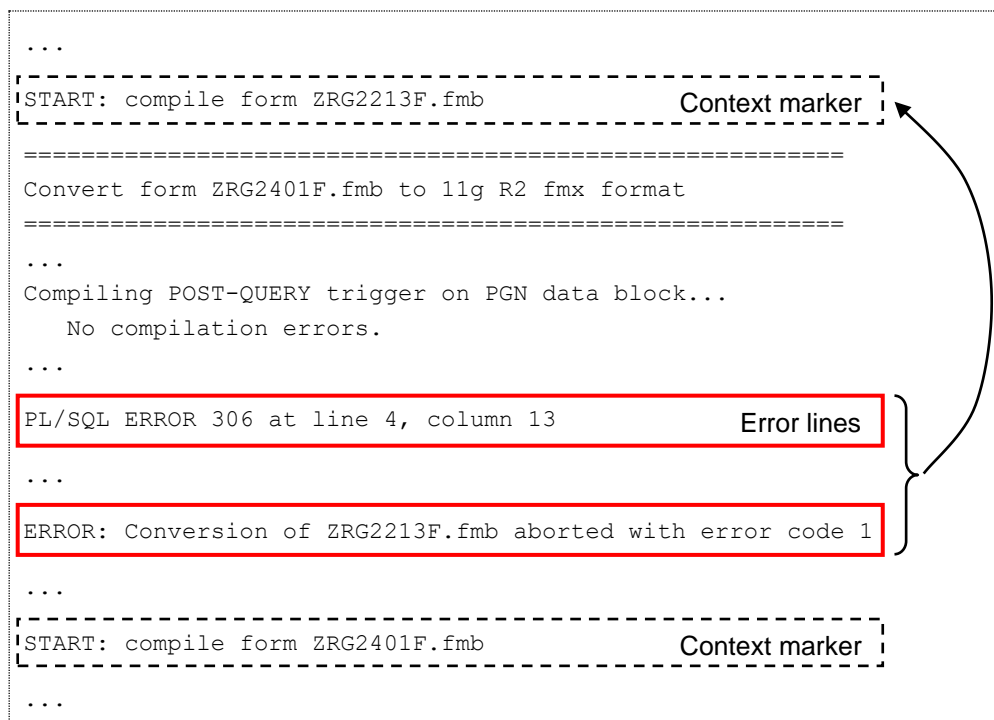 ...
START: compile form ZRG2213F.fmb Context marker
=========================================================
Convert form ZRG2401F.fmb to 11g R2 fmx format
=========================================================
...
Compiling POST-QUERY trigger on PGN data block...
No compilation errors.
...
PL/SQL ERROR 306 at line 4, column 13 Error lines
...
ERROR: Conversion of ZRG2213F.fmb aborted with error code 1
...
START: compile form ZRG2401F.fmb Context marker
...